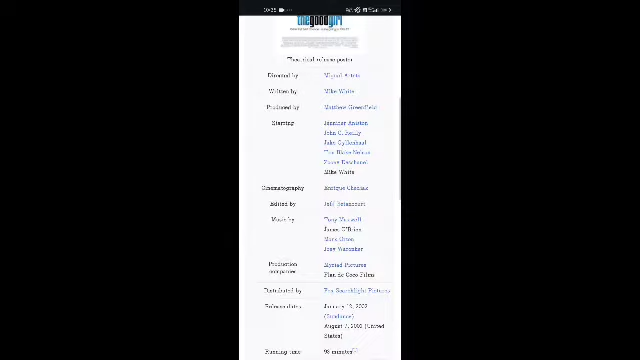 10:35
thegoodgirl
Theatrical release poster
Directed by Miguel Arteta
Written by Mike White
Produced by Matthew Greenfield
Starring Jennifer Aniston
John C. Reilly
Jake Gyllenhaal
Tim Blake Nelson
Zooey Deschanel
Mike White
Cinematography Enrique Chediak
Edited by Jeff Betancourt
Music by Tony Maxwell
James O'Brien
Mark Orton
Joey Waronker
Production Myriad Pictures
companies Flan de Coco Films
Distributed by Fox Searchlight Pictures
Release dates January 12, 2002
(Sundance)
August 7, 2002 (United
States)
Running time 93 minutes